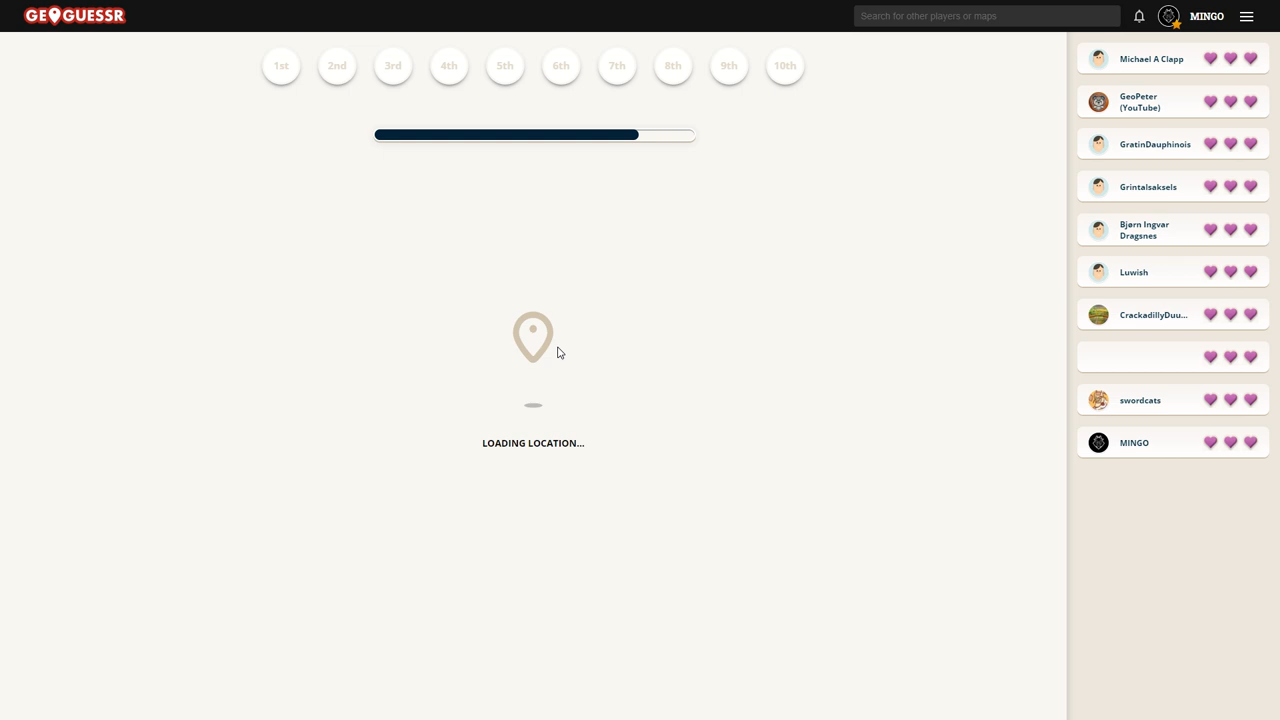 GEOGUESSR
Search for other players or maps
MINGO
1st 2nd 3rd 4th 5th 6th 7th 8th 9th 10th
LOADING LOCATION...
Michael A Clapp
GeoPeter
(YouTube)
GratinDauphinois
Grintalsaksels
Bjørn Ingvar
Dragsnes
Luwish
CrackadillyDuu...
swordcats
MINGO